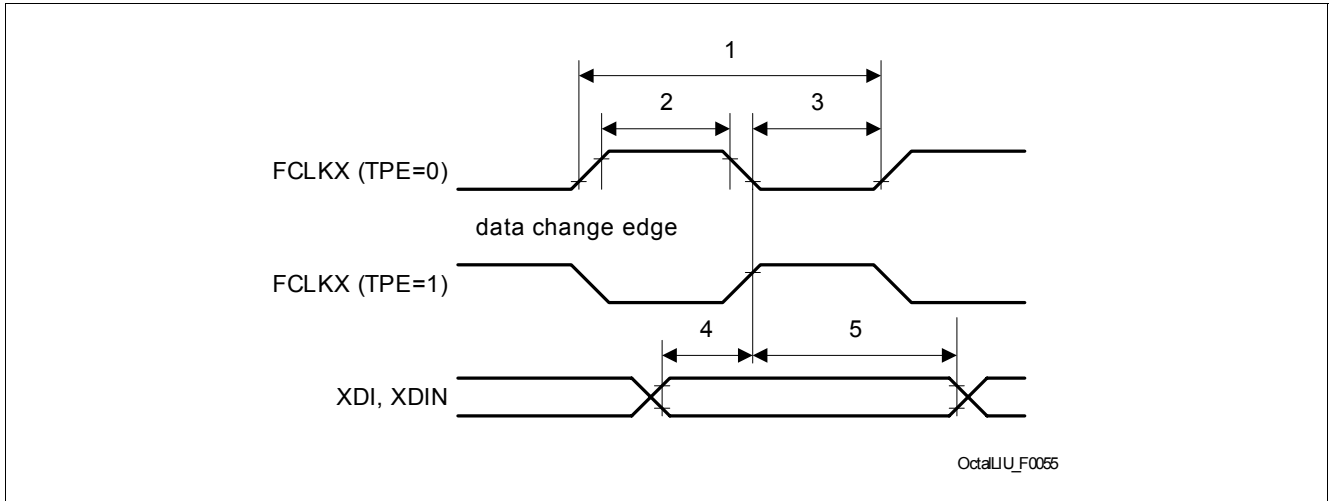 1
2 3
FCLKX (TPE=0)
data change edge
FCLKX (TPE=1)
4 5
XDI, XDIN
OctalLIU_F0055